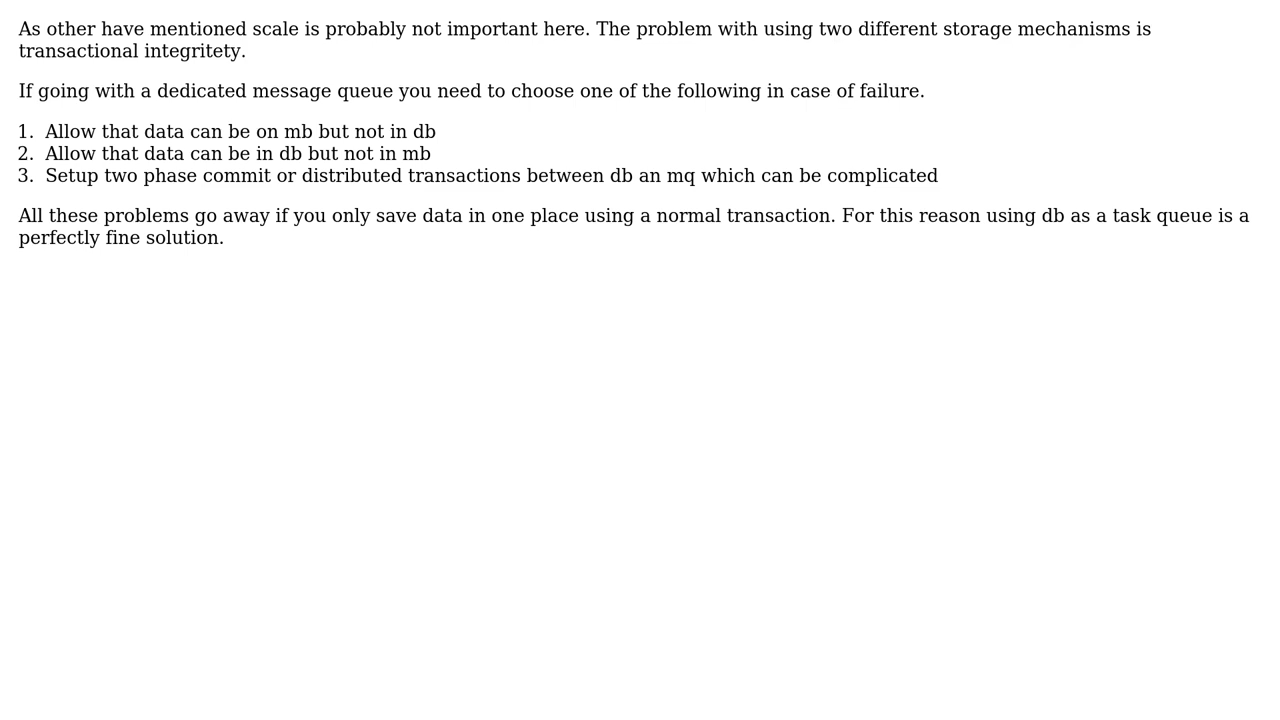 As other have mentioned scale is probably not important here. The problem with using two different storage mechanisms is
transactional integritety.
If going with a dedicated message queue you need to choose one of the following in case of failure.
1. Allow that data can be on mb but not in db
2. Allow that data can be in db but not in mb
3. Setup two phase commit or distributed transactions between db an mq which can be complicated
All these problems go away if you only save data in one place using a normal transaction. For this reason using db as a task queue is a
perfectly fine solution.